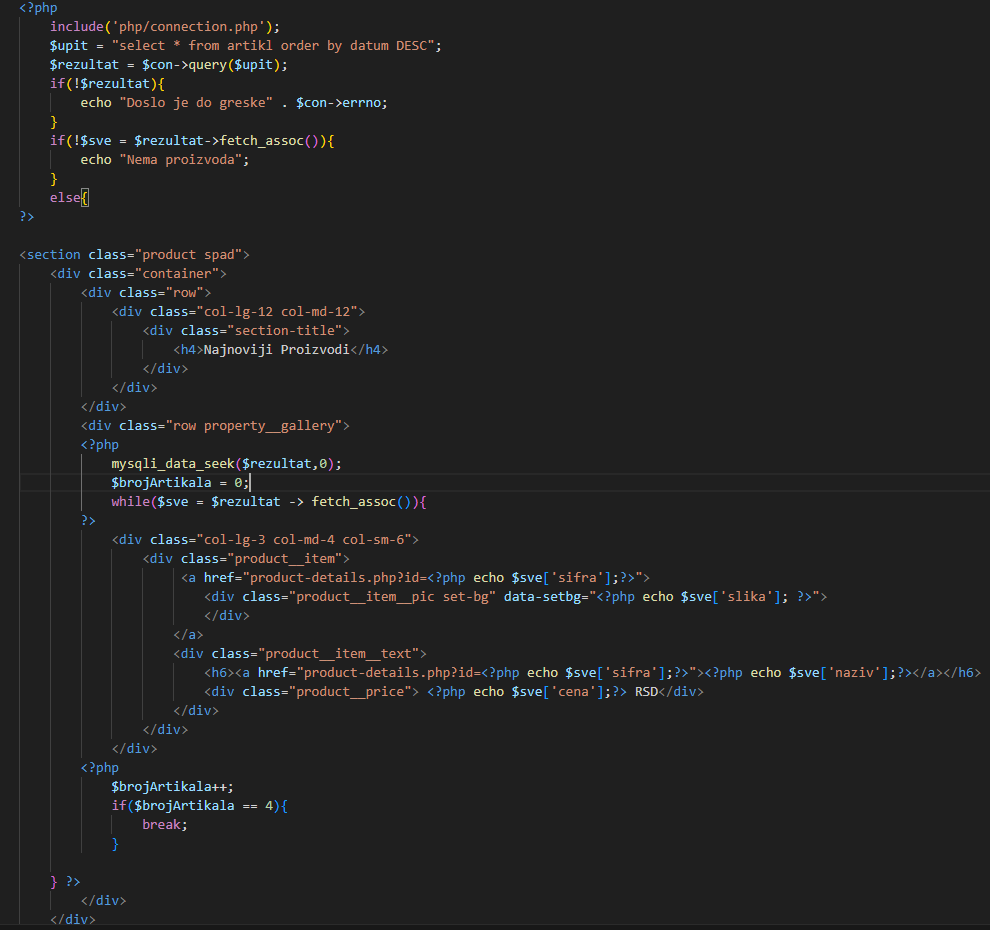 <?php
include('php/connection.php');
$upit = "select * from artikl order by datum DESC";
$rezultat = $con->query($upit);
if(!$rezultat){
echo "Doslo je do greske" . $con->errno;
}
if(!$sve = $rezultat->fetch_assoc()){
echo "Nema proizvoda";
}
else{
?>
<section class="product spad">
<div class="container">
<div class="row">
<div class="col-lg-12 col-md-12">
<div class="section-title">
<h4>Najnoviji Proizvodi</h4>
</div>
</div>
</div>
<div class="row property__gallery">
<?php
mysqli_data_seek($rezultat,0);
$brojArtikala = 0;
while($sve = $rezultat -> fetch_assoc()){
?>
<div class="col-lg-3 col-md-4 col-sm-6">
<div class="product__item">
<a href="product-details.php?id=<?php echo $sve['sifra'];?>">
<div class="product__item__pic set-bg" data-setbg="<?php echo $sve['slika']; ?>">
</div>
</a>
<div class="product__item__text">
<h6><a href="product-details.php?id=<?php echo $sve['sifra'];?>"><?php echo $sve['naziv'];?></a></h6>
<div class="product__price"> <?php echo $sve['cena'];?> RSD</div>
</div>
</div>
</div>
<?php
$brojArtikala++;
if($brojArtikala == 4){
break;
}
} ?>
</div>
</div>